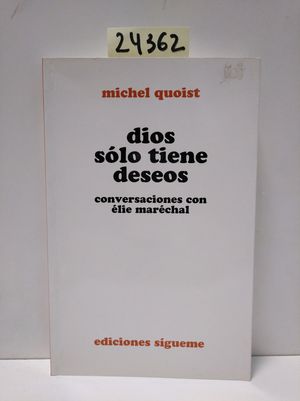 24362
michel quoist
dios
sólo tiene
deseos
conversaciones con
élie maréchal
ediciones sígueme